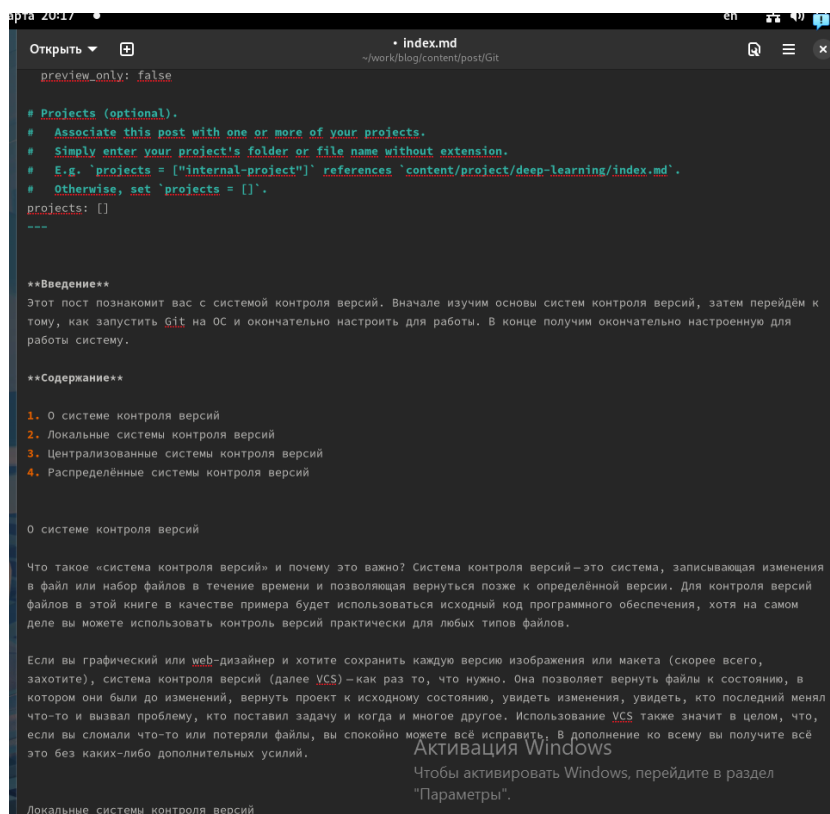 арта 20:17
en
Открыть
• index.md
~/work/blog/content/post/Git
preview_only: false
# Projects (optional).
#   Associate this post with one or more of your projects.
#   Simply enter your project's folder or file name without extension.
#   E.g. `projects = ["internal-project"]` references `content/project/deep-learning/index.md`.
#   Otherwise, set `projects = []`.
projects: []
---
**Введение**
Этот пост познакомит вас с системой контроля версий. Вначале изучим основы систем контроля версий, затем перейдём к
тому, как запустить Git на ОС и окончательно настроить для работы. В конце получим окончательно настроенную для
работы систему.
**Содержание**
1. О системе контроля версий
2. Локальные системы контроля версий
3. Централизованные системы контроля версий
4. Распределённые системы контроля версий
О системе контроля версий
Что такое «система контроля версий» и почему это важно? Система контроля версий — это система, записывающая изменения
в файл или набор файлов в течение времени и позволяющая вернуться позже к определённой версии. Для контроля версий
файлов в этой книге в качестве примера будет использоваться исходный код программного обеспечения, хотя на самом
деле вы можете использовать контроль версий практически для любых типов файлов.
Если вы графический или web-дизайнер и хотите сохранить каждую версию изображения или макета (скорее всего,
захотите), система контроля версий (далее VCS) — как раз то, что нужно. Она позволяет вернуть файлы к состоянию, в
котором они были до изменений, вернуть проект к исходному состоянию, увидеть изменения, увидеть, кто последний менял
что-то и вызвал проблему, кто поставил задачу и когда и многое другое. Использование VCS также значит в целом, что,
если вы сломали что-то или потеряли файлы, вы спокойно можете всё исправить. В дополнение ко всему вы получите всё
это без каких-либо дополнительных усилий.
Активация Windows
Чтобы активировать Windows, перейдите в раздел
"Параметры".
Локальные системы контроля версий